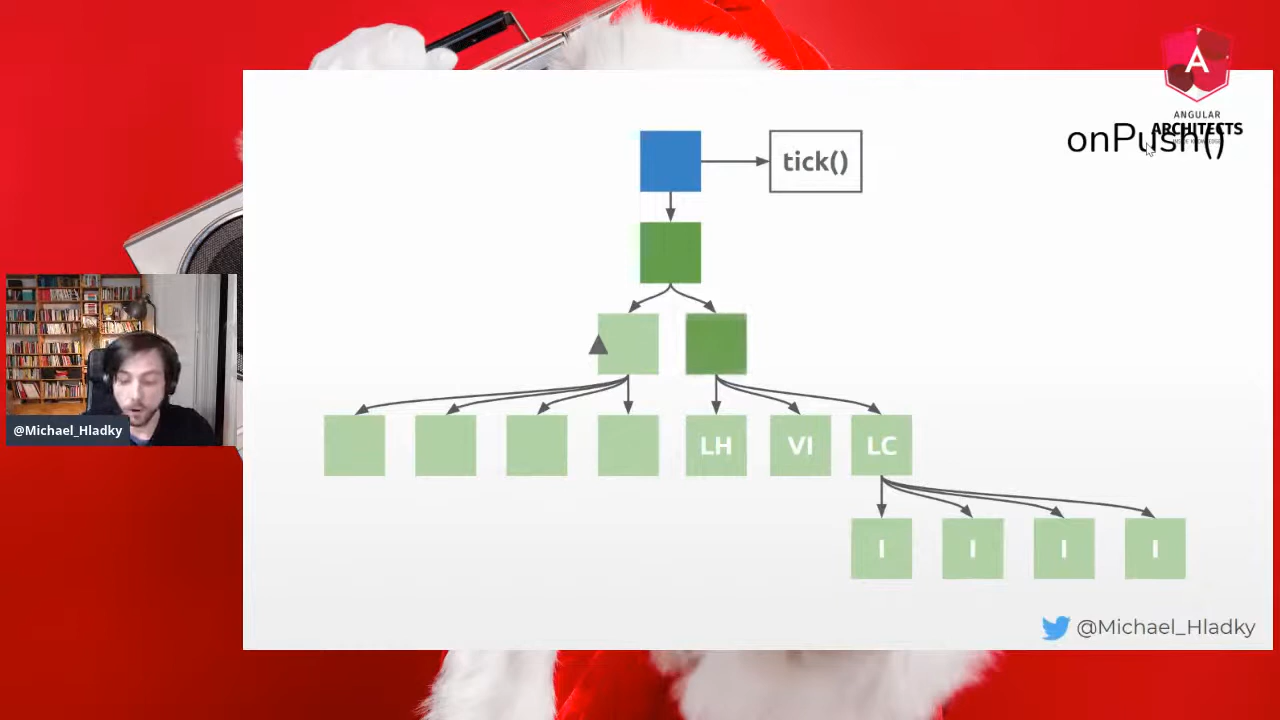 A
ANGULAR
ARCHITECTS
onPush()
tick()
LH
VI
LC
I
I
I
I
@Michael_Hladky
@Michael_Hladky